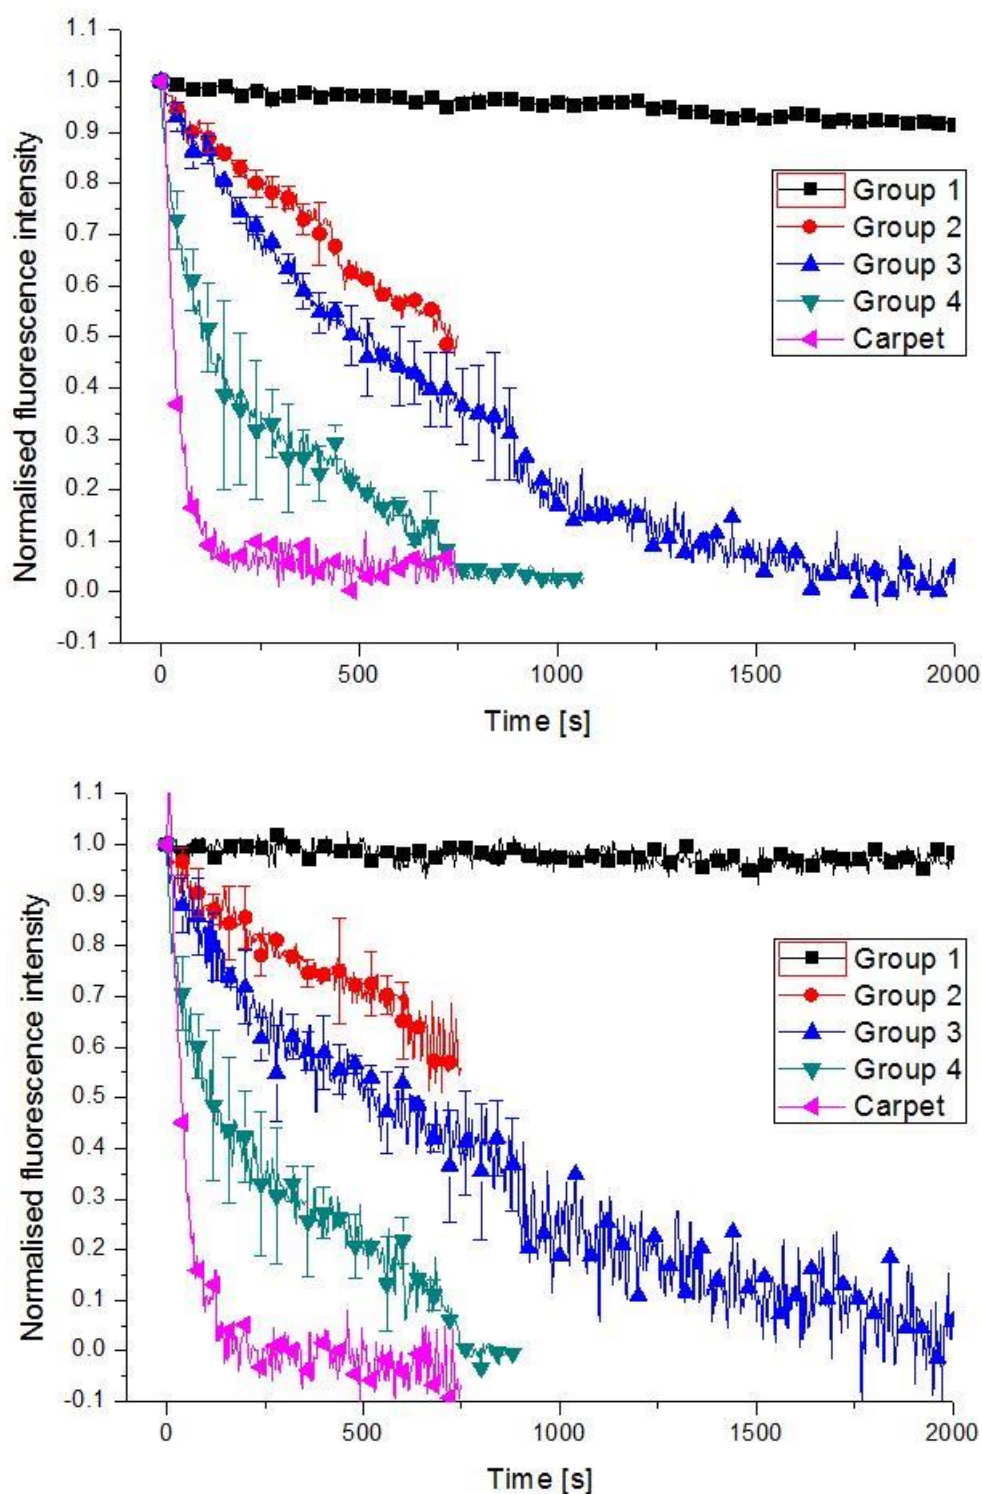 1.1
1.0
0.9
0.8
0.7
0.6
0.5
0.4
0.3
0.2
0.1
0.0
-0.1
Normalised fluorescence intensity
Group 1
Group 2
Group 3
Group 4
Carpet
0 500 1000 1500 2000
Time [s]
1.1
1.0
0.9
0.8
0.7
0.6
0.5
0.4
0.3
0.2
0.1
0.0
-0.1
Normalised fluorescence intensity
Group 1
Group 2
Group 3
Group 4
Carpet
0 500 1000 1500 2000
Time [s]